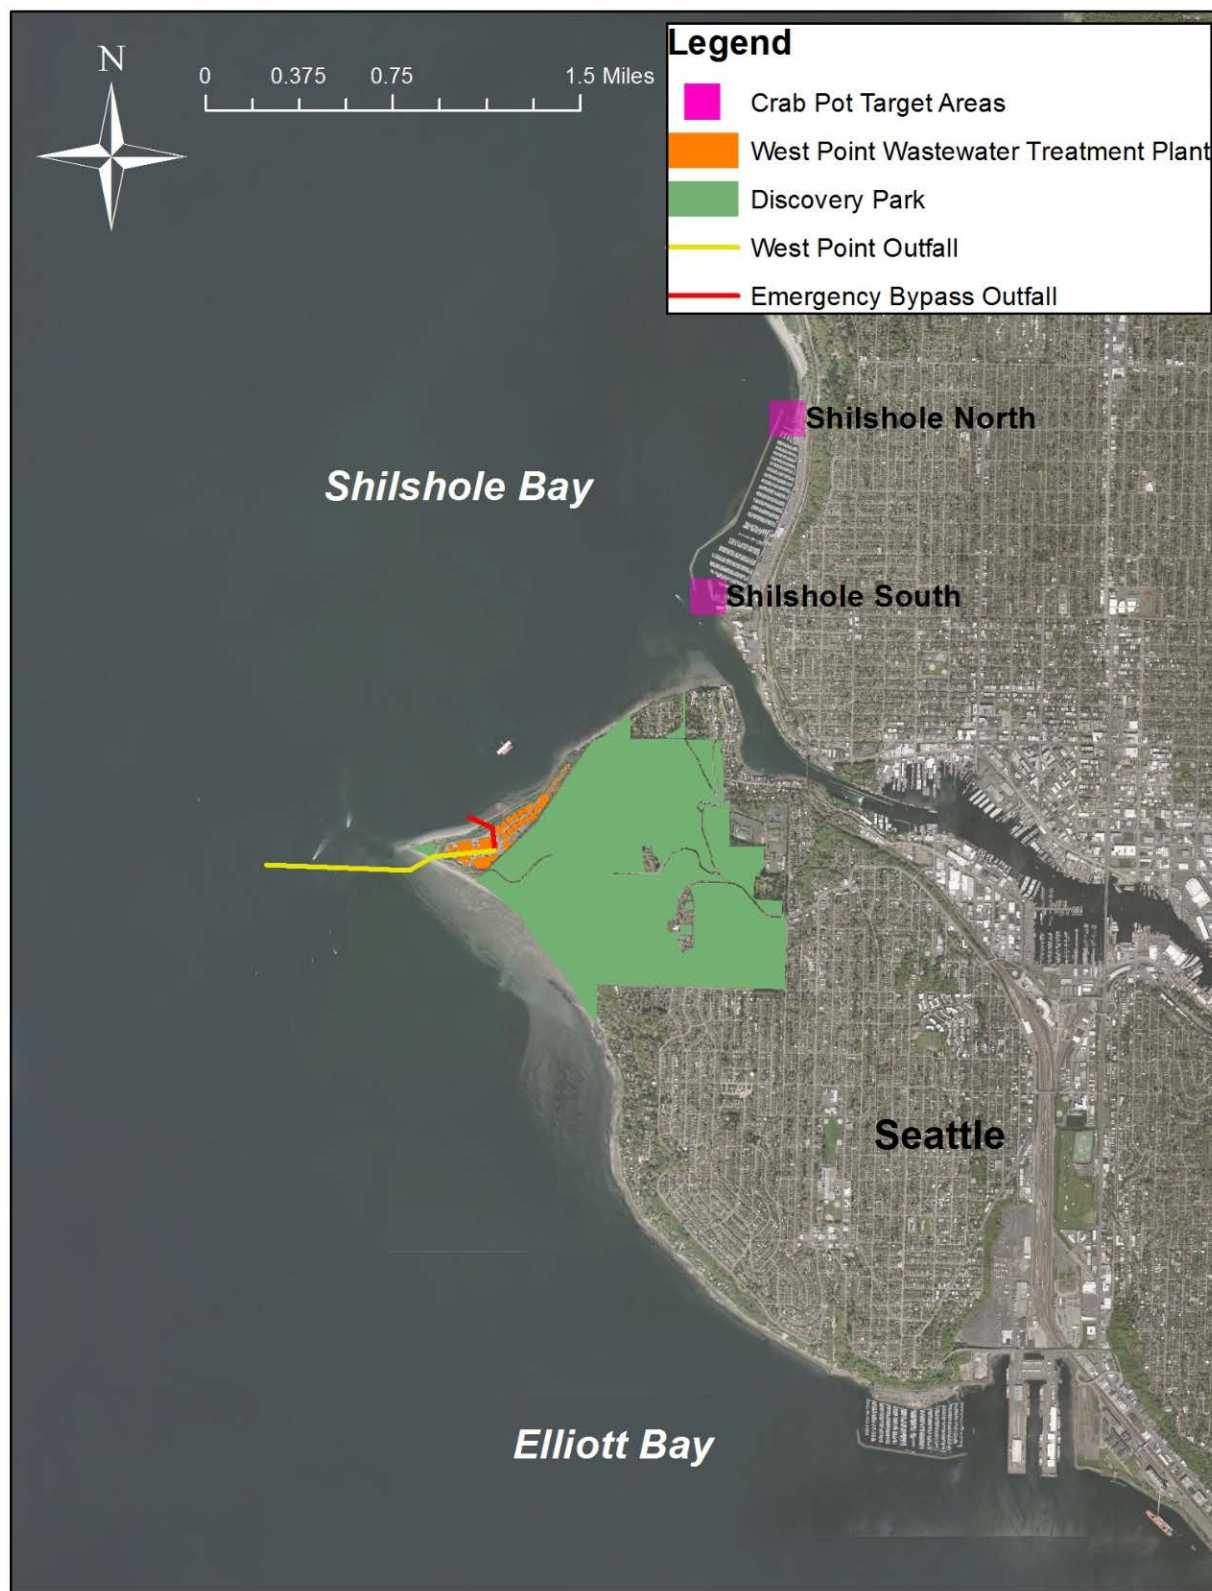 N
0 0.375 0.75 1.5 Miles
Legend
Crab Pot Target Areas
West Point Wastewater Treatment Plant
Discovery Park
West Point Outfall
Emergency Bypass Outfall
Shilshole North
Shilshole Bay
Shilshole South
Seattle
Elliott Bay